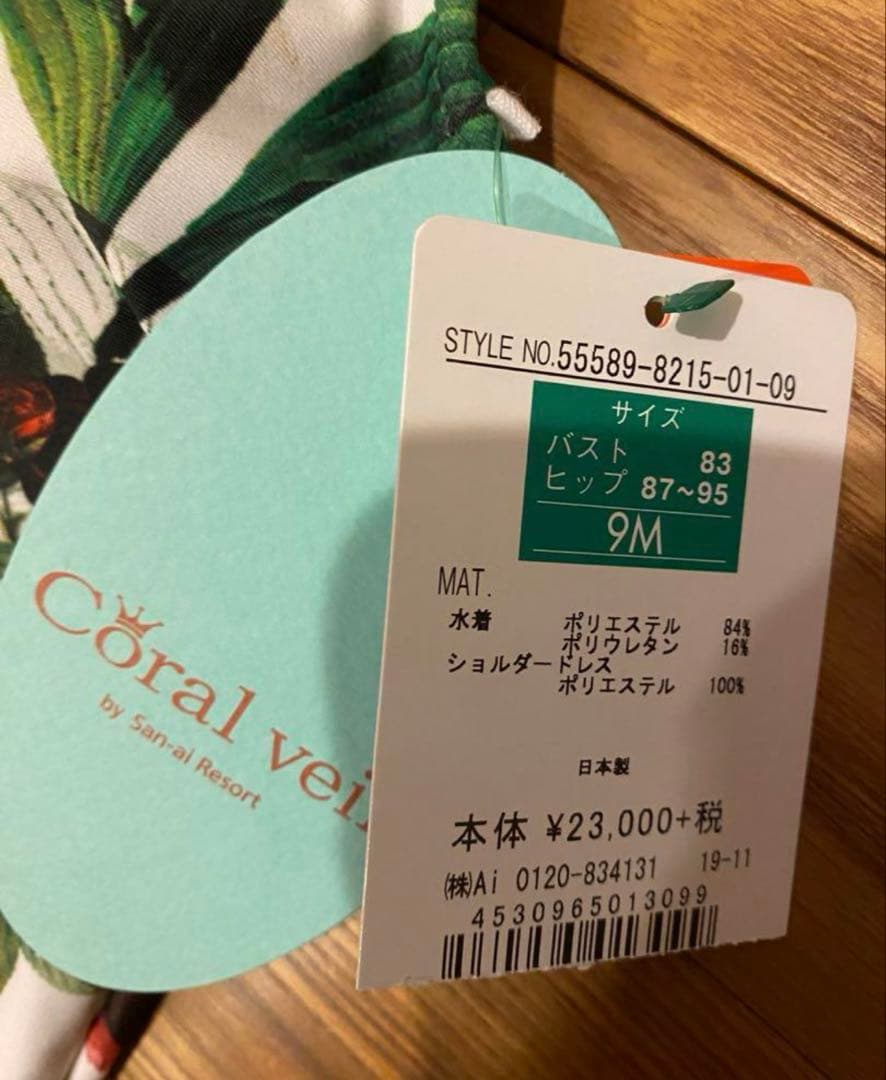 Coral vei
by San-ai Resort
STYLE NO.55589-8215-01-09
サイズ
バスト 83
ヒップ 87~95
9M
MAT.
水着 ポリエステル 84%
ポリウレタン 16%
ショルダードレス
ポリエステル 100%
日本製
本体 ¥23,000+税
㈱Ai 0120-834131 19-11
4530965013099